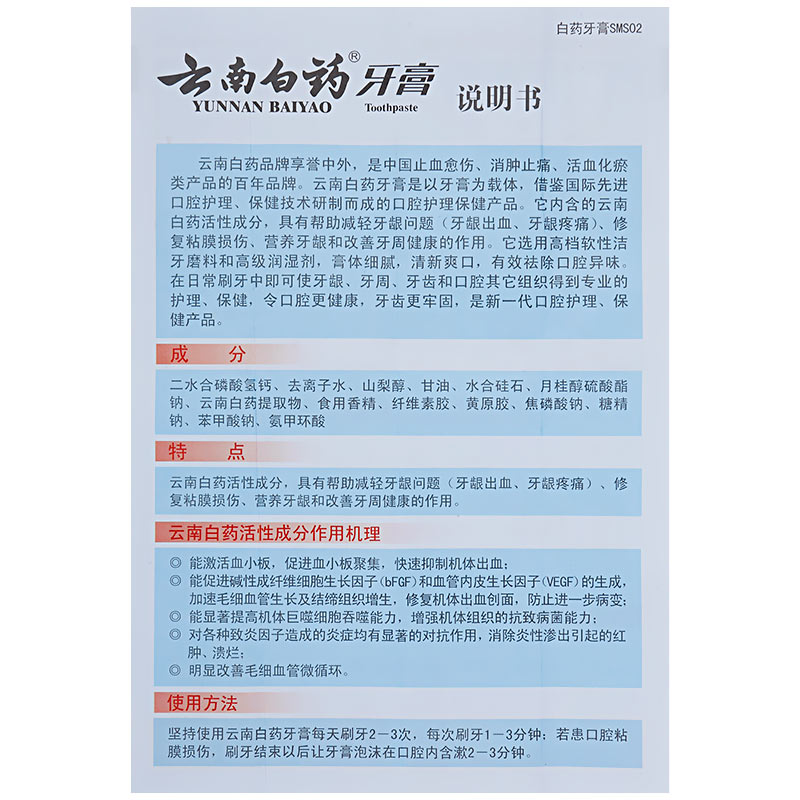 白药牙膏SMS02
云南白药®牙膏 说明书
YUNNAN BAIYAO Toothpaste
云南白药品牌享誉中外，是中国止血愈伤、消肿止痛、活血化瘀
类产品的百年品牌。云南白药牙膏是以牙膏为载体，借鉴国际先进
口腔护理、保健技术研制而成的口腔护理保健产品。它内含的云南
白药活性成分，具有帮助减轻牙龈问题（牙龈出血、牙龈疼痛）、修
复粘膜损伤、营养牙龈和改善牙周健康的作用。它选用高档软性洁
牙磨料和高级润湿剂，膏体细腻，清新爽口，有效祛除口腔异味。
在日常刷牙中即可使牙龈、牙周、牙齿和口腔其它组织得到专业的
护理、保健，令口腔更健康，牙齿更牢固，是新一代口腔护理、保
健产品。
成 分
二水合磷酸氢钙、去离子水、山梨醇、甘油、水合硅石、月桂醇硫酸酯
钠、云南白药提取物、食用香精、纤维素胶、黄原胶、焦磷酸钠、糖精
钠、苯甲酸钠、氨甲环酸
特 点
云南白药活性成分，具有帮助减轻牙龈问题（牙龈出血、牙龈疼痛）、修
复粘膜损伤、营养牙龈和改善牙周健康的作用。
云南白药活性成分作用机理
◎ 能激活血小板，促进血小板聚集，快速抑制机体出血；
◎ 能促进碱性成纤维细胞生长因子(bFGF)和血管内皮生长因子(VEGF)的生成，
加速毛细血管生长及结缔组织增生，修复机体出血创面，防止进一步病变；
◎ 能显著提高机体巨噬细胞吞噬能力，增强机体组织的抗致病菌能力；
◎ 对各种致炎因子造成的炎症均有显著的对抗作用，消除炎性渗出引起的红
肿、溃烂；
◎ 明显改善毛细血管微循环。
使用方法
坚持使用云南白药牙膏每天刷牙2－3次，每次刷牙1－3分钟；若患口腔粘
膜损伤，刷牙结束以后让牙膏泡沫在口腔内含漱2－3分钟。